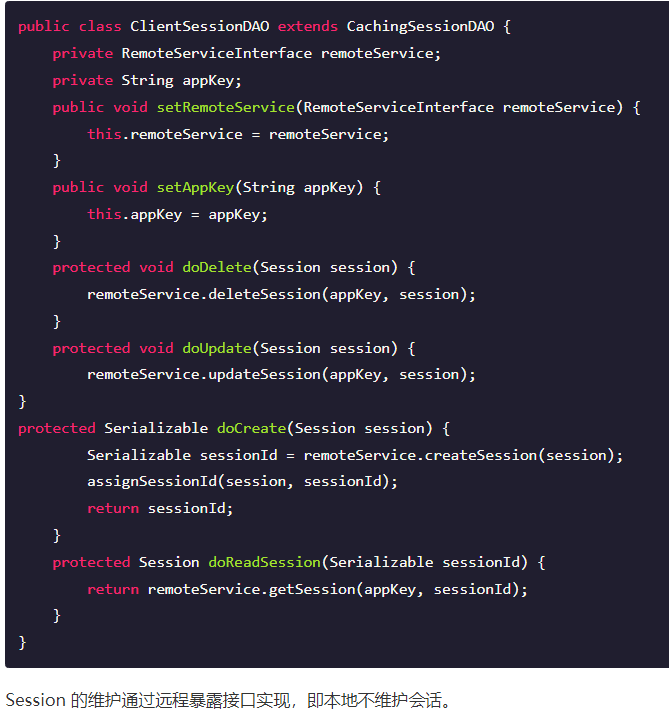 public class ClientSessionDAO extends CachingSessionDAO {
    private RemoteServiceInterface remoteService;
    private String appKey;
    public void setRemoteService(RemoteServiceInterface remoteService) {
        this.remoteService = remoteService;
    }
    public void setAppKey(String appKey) {
        this.appKey = appKey;
    }
    protected void doDelete(Session session) {
        remoteService.deleteSession(appKey, session);
    }
    protected void doUpdate(Session session) {
        remoteService.updateSession(appKey, session);
}
protected Serializable doCreate(Session session) {
        Serializable sessionId = remoteService.createSession(session);
        assignSessionId(session, sessionId);
        return sessionId;
    }
    protected Session doReadSession(Serializable sessionId) {
        return remoteService.getSession(appKey, sessionId);
    }
}
Session 的维护通过远程暴露接口实现，即本地不维护会话。